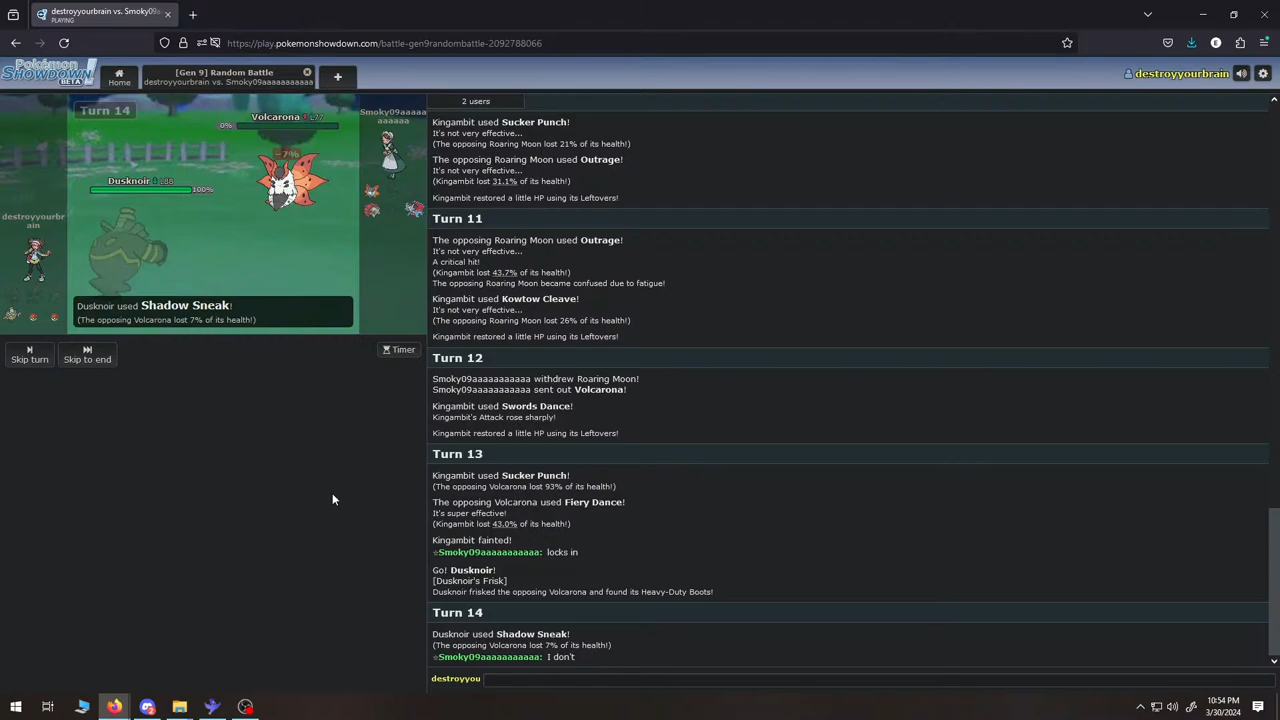 destroyyourbrain vs. Smoky09a
PLAYING
https://play.pokemonshowdown.com/battle-gen9randombattle-2092788066
Pokémon
Showdown
BETA
Home
[Gen 9] Random Battle
destroyyourbrain vs. Smoky09aaaaaaaaaaa
destroyyourbrain
Turn 14
Volcarona L77
0%
-7%
Dusknoir L88
100%
destroyyourbr
ain
Smoky09aaaaa
aaaaaa
Dusknoir used Shadow Sneak!
(The opposing Volcarona lost 7% of its health!)
Skip turn
Skip to end
Timer
2 users
Kingambit used Sucker Punch!
It's not very effective...
(The opposing Roaring Moon lost 21% of its health!)
The opposing Roaring Moon used Outrage!
It's not very effective...
(Kingambit lost 31.1% of its health!)
Kingambit restored a little HP using its Leftovers!
Turn 11
The opposing Roaring Moon used Outrage!
It's not very effective...
A critical hit!
(Kingambit lost 43.7% of its health!)
The opposing Roaring Moon became confused due to fatigue!
Kingambit used Kowtow Cleave!
It's not very effective...
(The opposing Roaring Moon lost 26% of its health!)
Kingambit restored a little HP using its Leftovers!
Turn 12
Smoky09aaaaaaaaaaa withdrew Roaring Moon!
Smoky09aaaaaaaaaaa sent out Volcarona!
Kingambit used Swords Dance!
Kingambit's Attack rose sharply!
Kingambit restored a little HP using its Leftovers!
Turn 13
Kingambit used Sucker Punch!
(The opposing Volcarona lost 93% of its health!)
The opposing Volcarona used Fiery Dance!
It's super effective!
(Kingambit lost 43.0% of its health!)
Kingambit fainted!
☆Smoky09aaaaaaaaaaa: locks in
Go! Dusknoir!
[Dusknoir's Frisk]
Dusknoir frisked the opposing Volcarona and found its Heavy-Duty Boots!
Turn 14
Dusknoir used Shadow Sneak!
(The opposing Volcarona lost 7% of its health!)
☆Smoky09aaaaaaaaaaa: I don't
destroyyou
10:54 PM
3/30/2024